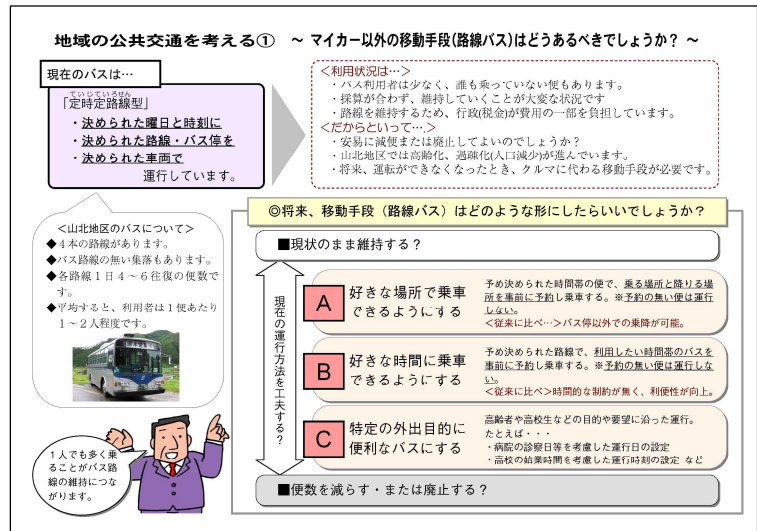 地域の公共交通を考える① ～ マイカー以外の移動手段(路線バス)はどうあるべきでしょうか？ ～
現在のバスは…
ていじていろせん
「定時定路線型」
・決められた曜日と時刻に
・決められた路線・バス停を
・決められた車両で
運行しています。
＜利用状況は…＞
・バス利用者は少なく、誰も乗っていない便もあります。
・採算が合わず、維持していくことが大変な状況です
・路線を維持するため、行政(税金)が費用の一部を負担しています。
＜だからといって…＞
・安易に減便または廃止してよいのでしょうか？
・山北地区では高齢化、過疎化(人口減少)が進んでいます。
・将来、運転ができなくなったとき、クルマに代わる移動手段が必要です。
＜山北地区のバスについて＞
◆４本の路線があります。
◆バス路線の無い集落もあります。
◆各路線１日４～６往復の便数で
す。
◆平均すると、利用者は１便あたり
１～２人程度です。
１人でも多く乗
ることがバス路
線の維持につな
がります。
◎将来、移動手段（路線バス）はどのような形にしたらいいでしょうか？
■現状のまま維持する？
現在の運行方法を工夫する？
A
好きな場所で乗車
できるようにする
予め決められた時間帯の便で、乗る場所と降りる場
所を事前に予約し乗車する。※予約の無い便は運行
しない。
＜従来に比べ…＞バス停以外での乗降が可能。
B
好きな時間に乗車
できるようにする
予め決められた路線で、利用したい時間帯のバスを
事前に予約し乗車する。※予約の無い便は運行しな
い。
＜従来に比べ＞時間的な制約が無く、利便性が向上。
C
特定の外出目的に
便利なバスにする
高齢者や高校生などの目的や要望に沿った運行。
たとえば・・・
・病院の診察日等を考慮した運行日の設定
・高校の始業時間を考慮した運行時刻の設定 など
■便数を減らす・または廃止する？